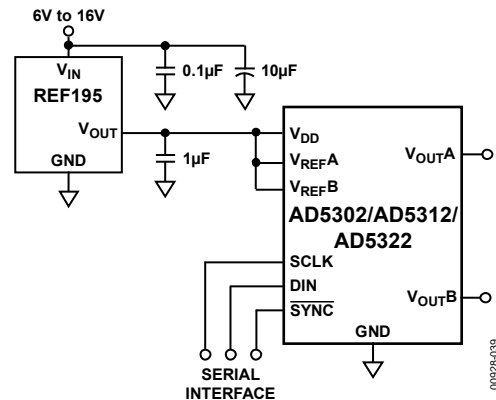 6V to 16V
VIN
REF195
VOUT
GND
0.1µF
10µF
1µF
VDD
VREFA
VREFB
AD5302/AD5312/
AD5322
SCLK
DIN
SYNC
GND
VOUTA
VOUTB
SERIAL
INTERFACE
00928-039